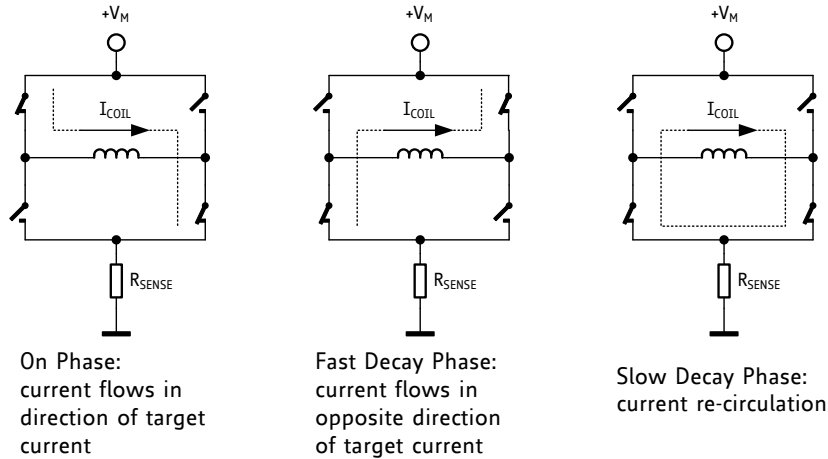 +VM
+VM
+VM
ICOIL
ICOIL
ICOIL
RSENSE
RSENSE
RSENSE
On Phase:
current flows in
direction of target
current
Fast Decay Phase:
current flows in
opposite direction
of target current
Slow Decay Phase:
current re-circulation